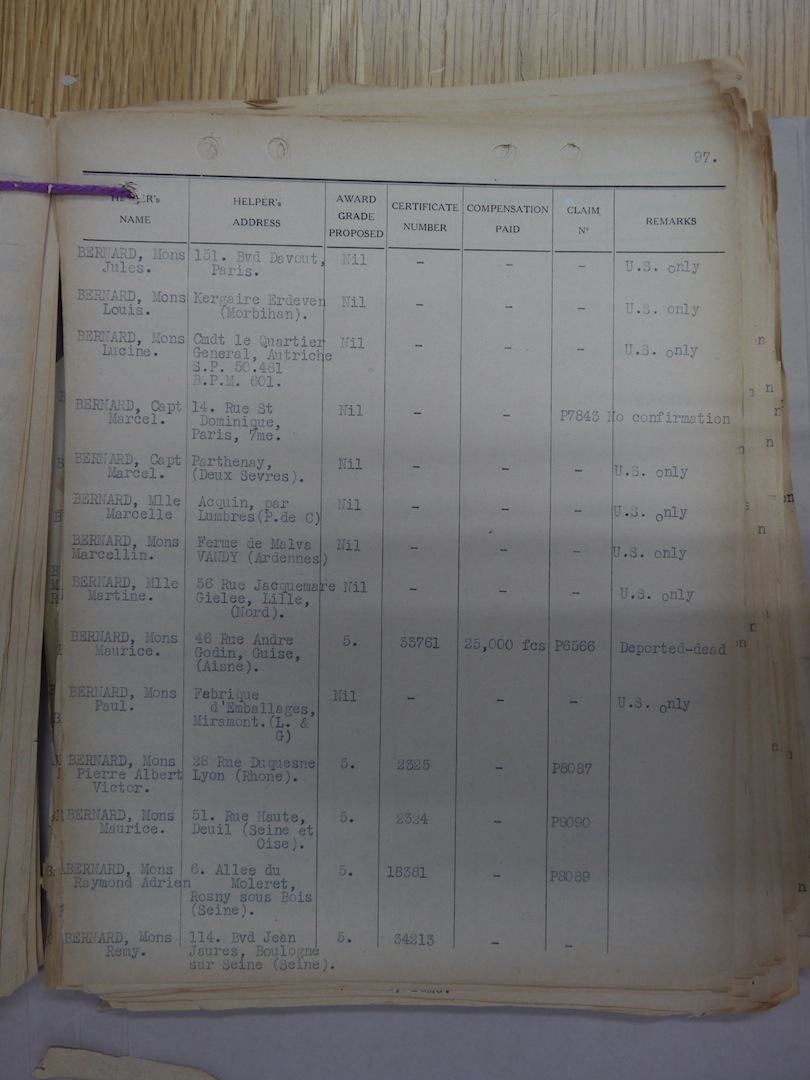 97.
HELPER's NAME | HELPER's ADDRESS | AWARD GRADE PROPOSED | CERTIFICATE NUMBER | COMPENSATION PAID | CLAIM Nº | REMARKS
BERNARD, Mons 151. Bvd Davout, Nil - - - U.S. only
Jules. Paris.
BERNARD, Mons Kergaire Erdeven Nil - - - U.S. only
Louis. (Morbihan).
BERNARD, Mons Cmdt le Quartier Nil - - - U.S. only
Lucine. General, Autriche
S.P. 50.481
B.P.M. 601.
BERNARD, Capt 14. Rue St Nil - - P7843 No confirmation
Marcel. Dominique,
Paris, 7me.
BERNARD, Capt Parthenay, Nil - - - U.S. only
Marcel. (Deux Sevres).
BERNARD, Mlle Acquin, par Nil - - - U.S. only
Marcelle Lumbres(P.de C)
BERNARD, Mons Ferme de Malva Nil - - - U.S. only
Marcellin. VANDY (Ardennes)
BERNARD, Mlle 56 Rue Jacquemare Nil - - - U.S. only
Martine. Gielee, Lille,
(Nord).
BERNARD, Mons 46 Rue Andre 5. 33761 25,000 fcs P6566 Deported-dead
Maurice. Godin, Guise,
(Aisne).
BERNARD, Mons Fabrique Nil - - - U.S. only
Paul. d'Emballages,
Miramont.(L. &
G)
BERNARD, Mons 28 Rue Duquesne 5. 2325 - P8087
Pierre Albert Lyon (Rhone).
Victor.
BERNARD, Mons 51. Rue Haute, 5. 2324 - P8090
Maurice. Deuil (Seine et
Oise).
BERNARD, Mons 6. Allee du 5. 18381 - P8089
Raymond Adrien Moleret,
Rosny sous Bois
(Seine).
BERNARD, Mons 114. Bvd Jean 5. 34213 - -
Remy. Jaures, Boulogne
sur Seine (Seine).